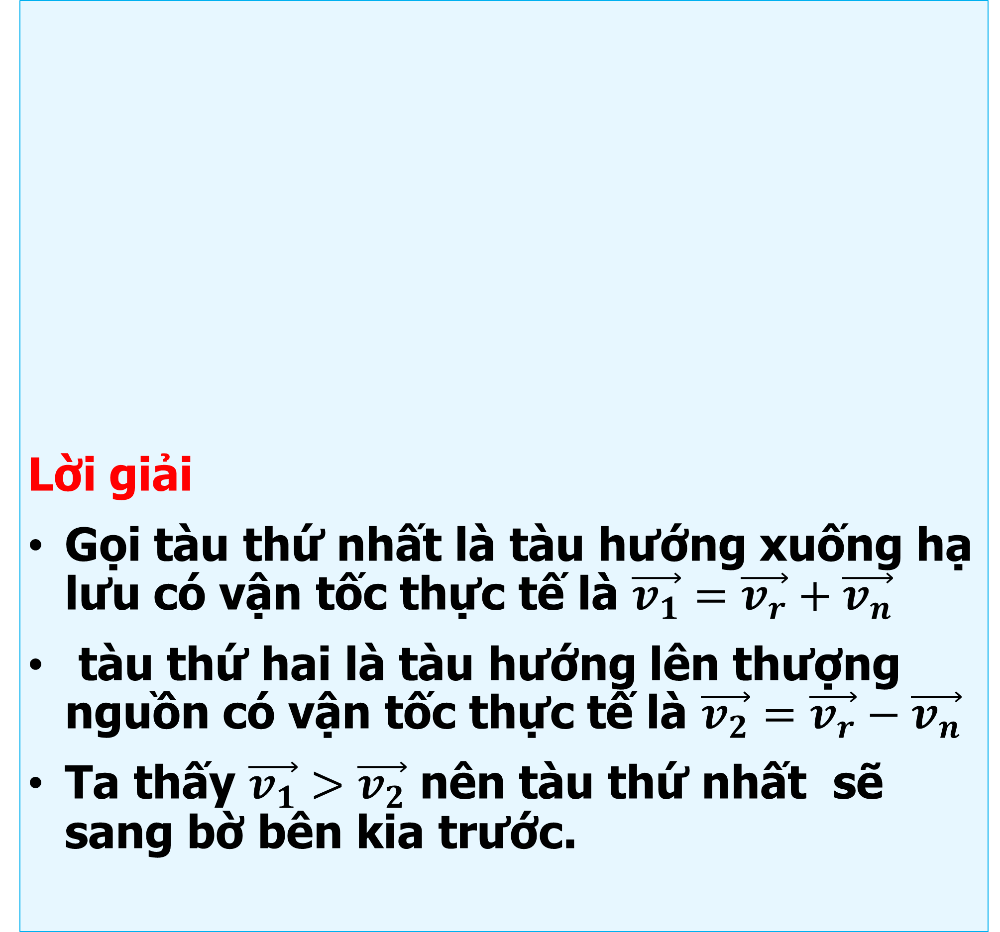 Lời giải
• Gọi tàu thứ nhất là tàu hướng xuống hạ
lưu có vận tốc thực tế là $\overrightarrow{v_1} = \overrightarrow{v_r} + \overrightarrow{v_n}$
• tàu thứ hai là tàu hướng lên thượng
nguồn có vận tốc thực tế là $\overrightarrow{v_2} = \overrightarrow{v_r} - \overrightarrow{v_n}$
• Ta thấy $\overrightarrow{v_1} > \overrightarrow{v_2}$ nên tàu thứ nhất sẽ
sang bờ bên kia trước.